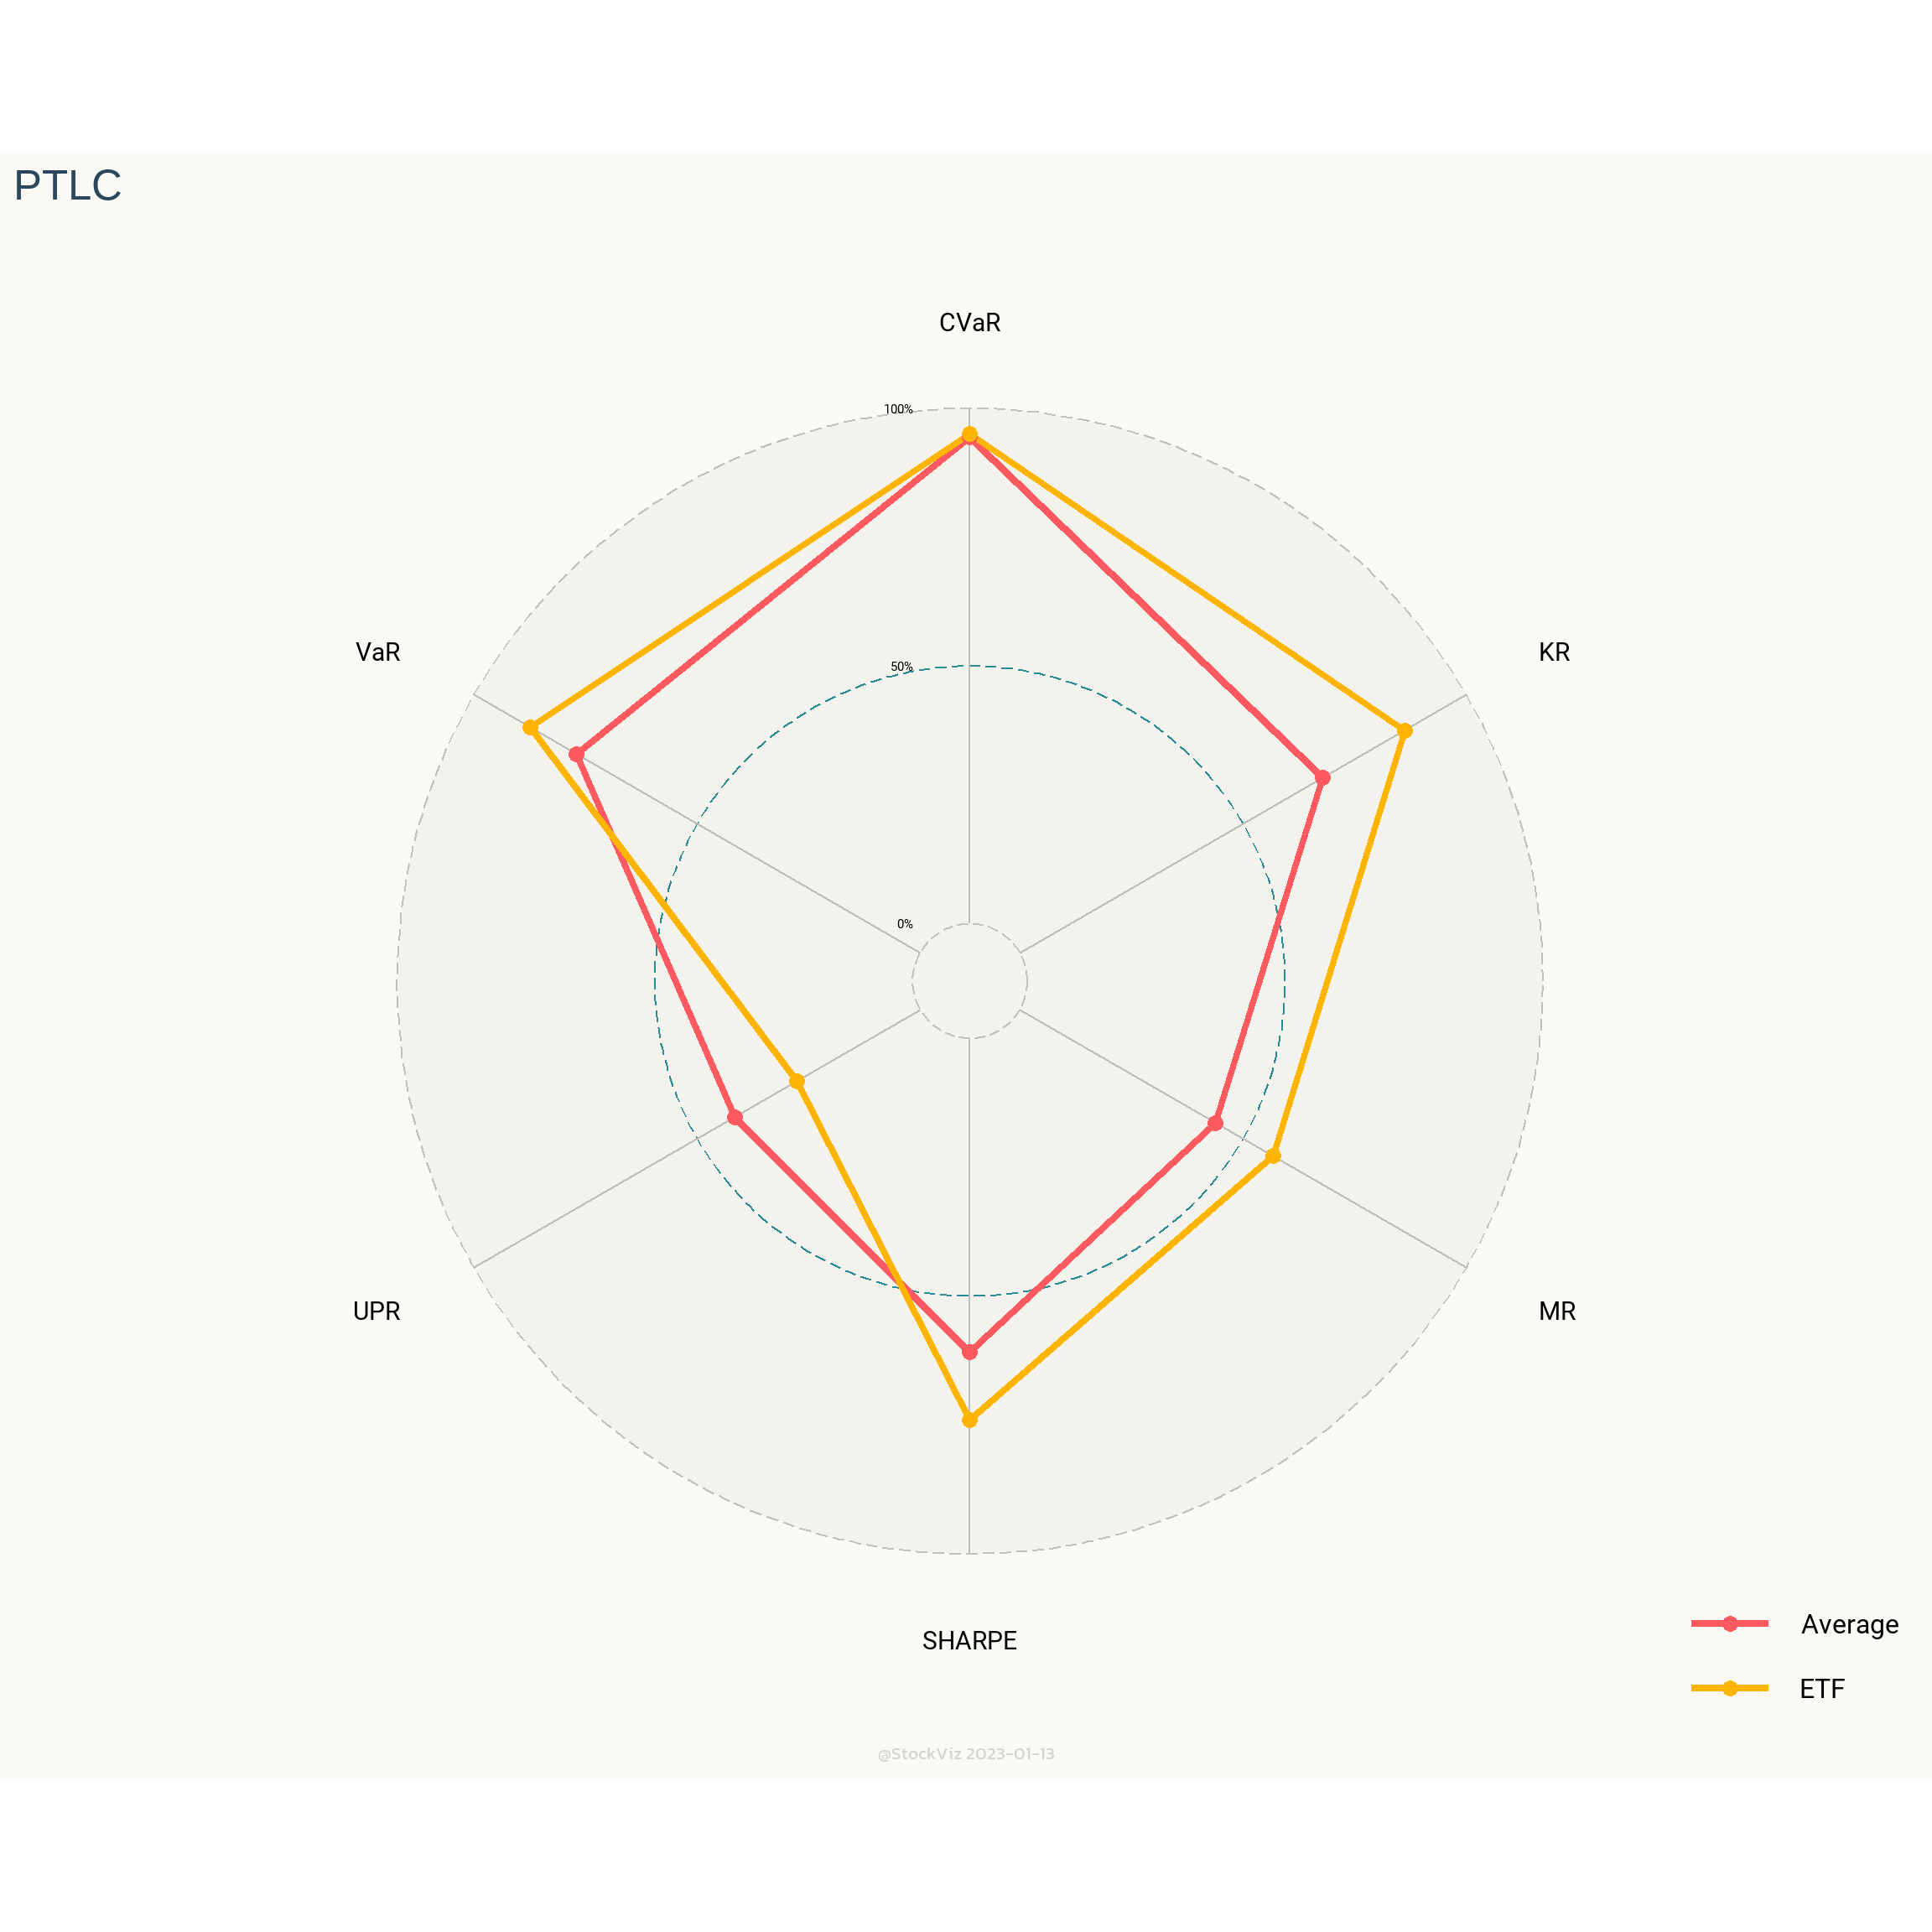 PTLC
CVaR
100%
KR
VaR
50%
0%
MR
UPR
SHARPE
Average
ETF
@StockViz 2023-01-13